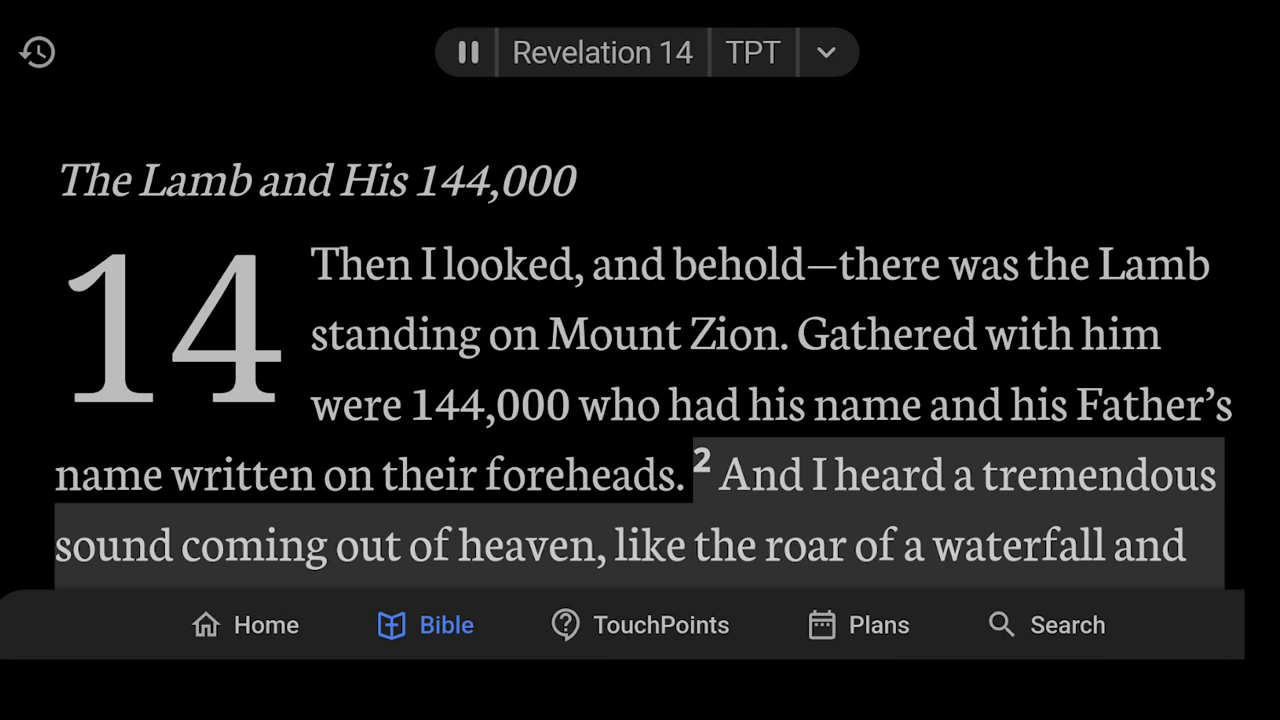 Revelation 14 TPT
The Lamb and His 144,000
14 Then I looked, and behold—there was the Lamb
standing on Mount Zion. Gathered with him
were 144,000 who had his name and his Father’s
name written on their foreheads. 2 And I heard a tremendous
sound coming out of heaven, like the roar of a waterfall and
Home Bible TouchPoints Plans Search